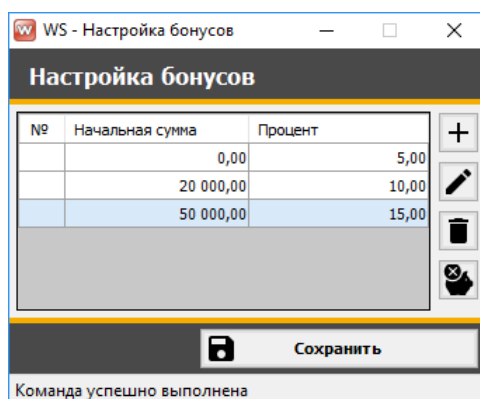 WS - Настройка бонусов
Настройка бонусов
№ Начальная сумма Процент
0,00 5,00
20 000,00 10,00
50 000,00 15,00
Сохранить
Команда успешно выполнена